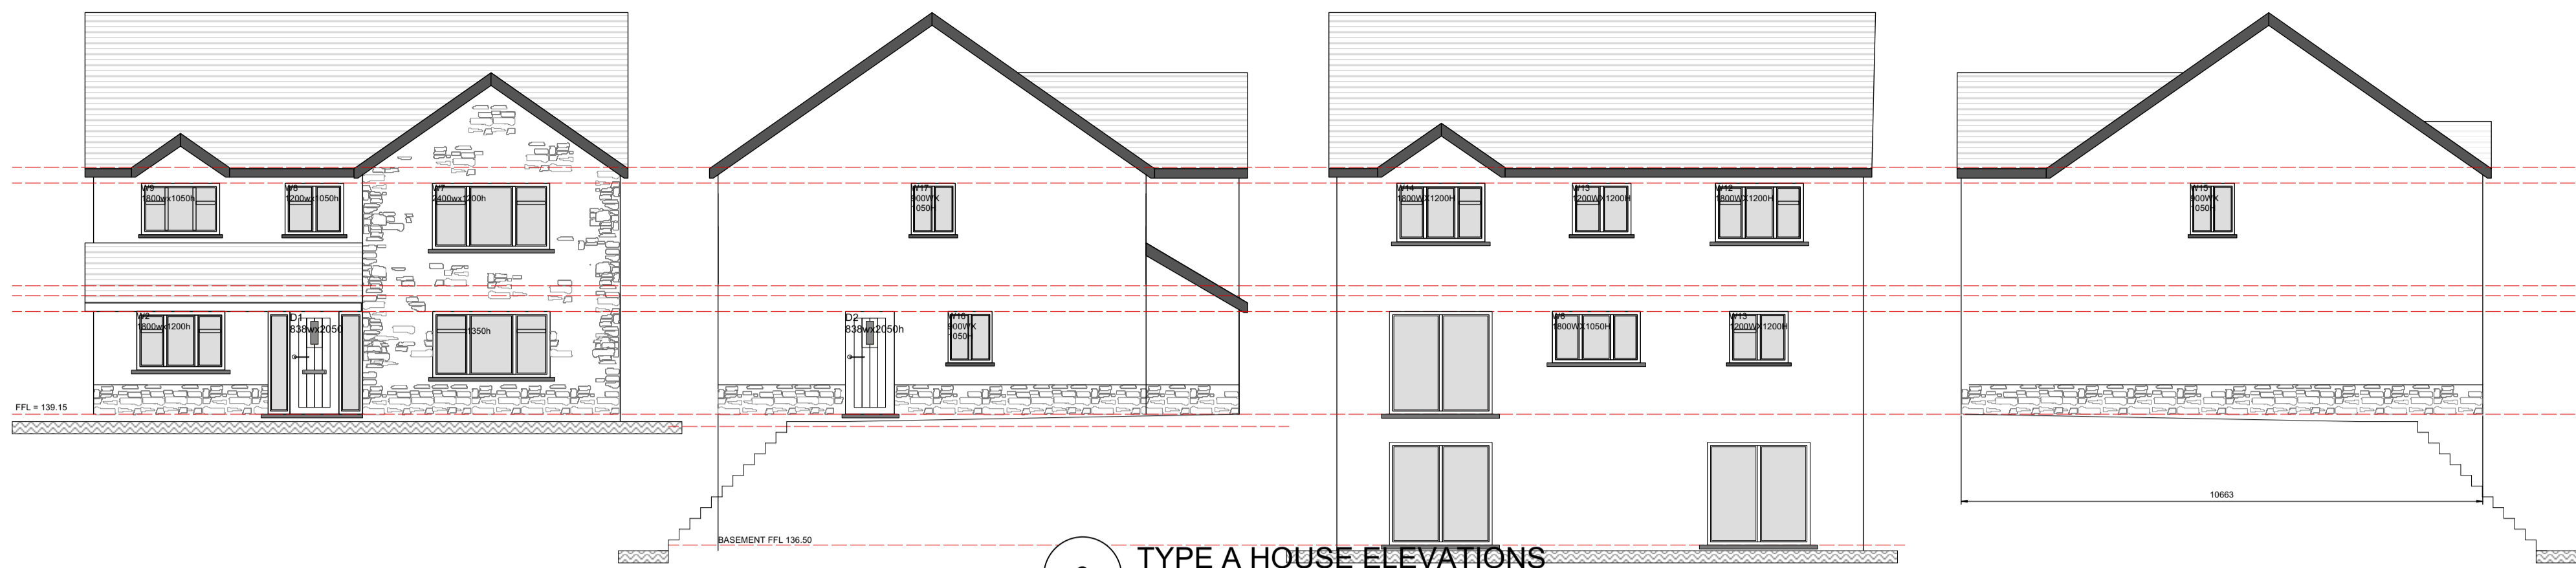 W9
1800wx1050h
W8
1200wx1050h
W7
2400wx1200h
W2
1800wx1200h
D1
838wx2050
1350h
FFL = 139.15
W17
900WX
1050H
D2
838wx2050h
W16
900WX
1050H
BASEMENT FFL 136.50
W14
1800WX1200H
W13
1200WX1200H
W12
1800WX1200H
W6
1800WX1050H
W13
1200WX1200H
W15
900WX
1050H
10663
TYPE A HOUSE ELEVATIONS